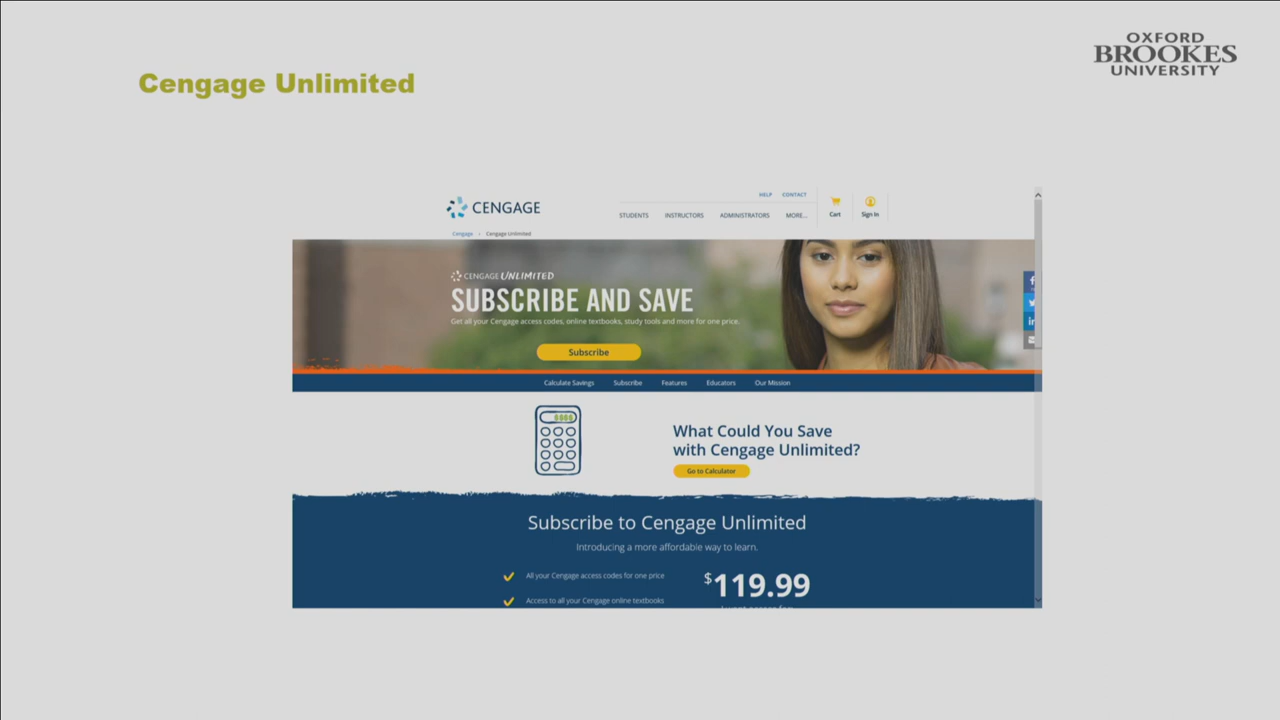 Cengage Unlimited
OXFORD
BROOKES
UNIVERSITY
HELP CONTACT
CENGAGE
STUDENTS INSTRUCTORS ADMINISTRATORS MORE... Cart Sign In
Cengage Cengage Unlimited
CENGAGE UNLIMITED
SUBSCRIBE AND SAVE
Get all your Cengage access codes, online textbooks, study tools and more for one price.
Subscribe
Calculate Savings Subscribe Features Educators Our Mission
What Could You Save
with Cengage Unlimited?
Go to Calculator
Subscribe to Cengage Unlimited
Introducing a more affordable way to learn.
All your Cengage access codes for one price
$119.99
Access to all your Cengage online textbooks